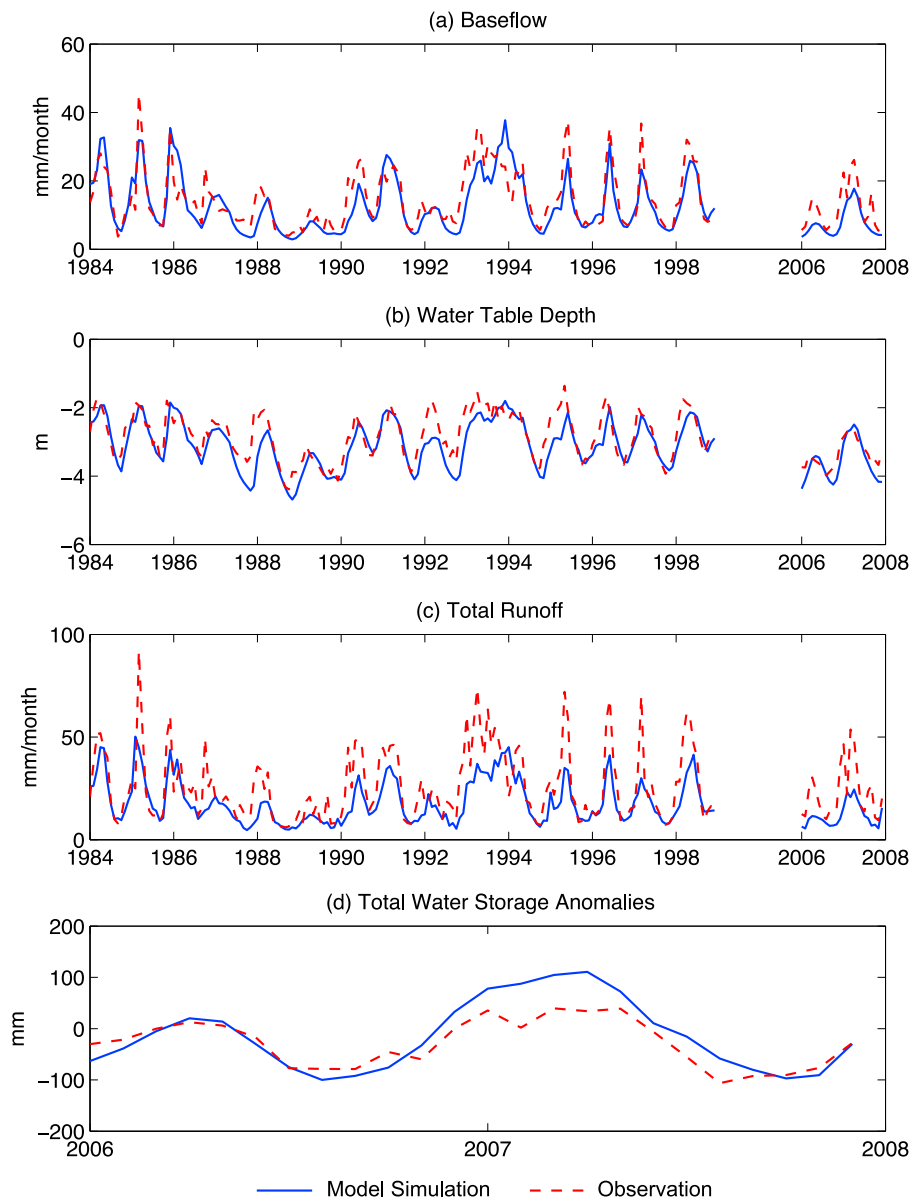 (a) Baseflow
60
40
20
0
mm/month
1984 1986 1988 1990 1992 1994 1996 1998 2006 2008
(b) Water Table Depth
0
−2
−4
−6
m
1984 1986 1988 1990 1992 1994 1996 1998 2006 2008
(c) Total Runoff
100
50
0
mm/month
1984 1986 1988 1990 1992 1994 1996 1998 2006 2008
(d) Total Water Storage Anomalies
200
100
0
−100
−200
mm
2006 2007 2008
Model Simulation Observation